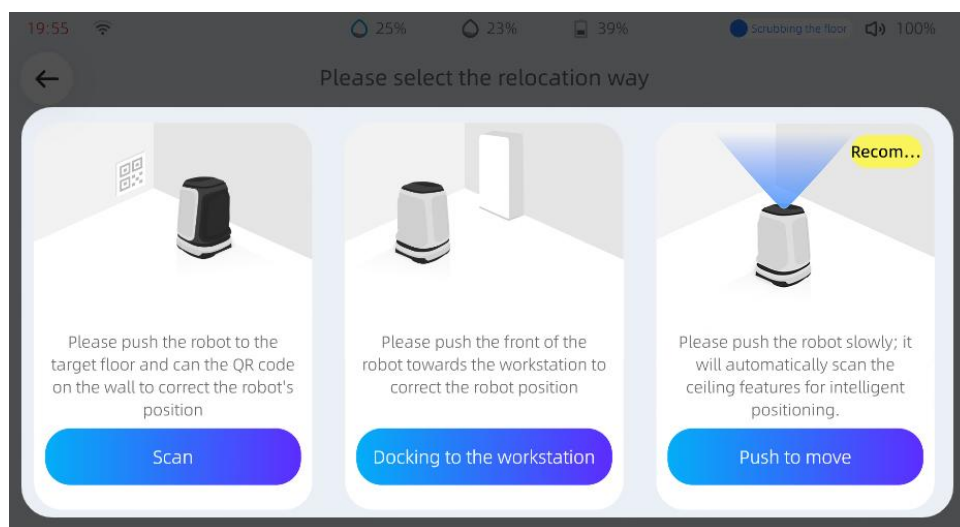 19:55 25% 23% 39% Scrubbing the floor 100%
Please select the relocation way
Recom...
Please push the robot to the
target floor and can the QR code
on the wall to correct the robot's
position
Scan
Please push the front of the
robot towards the workstation to
correct the robot position
Docking to the workstation
Please push the robot slowly; it
will automatically scan the
ceiling features for intelligent
positioning.
Push to move